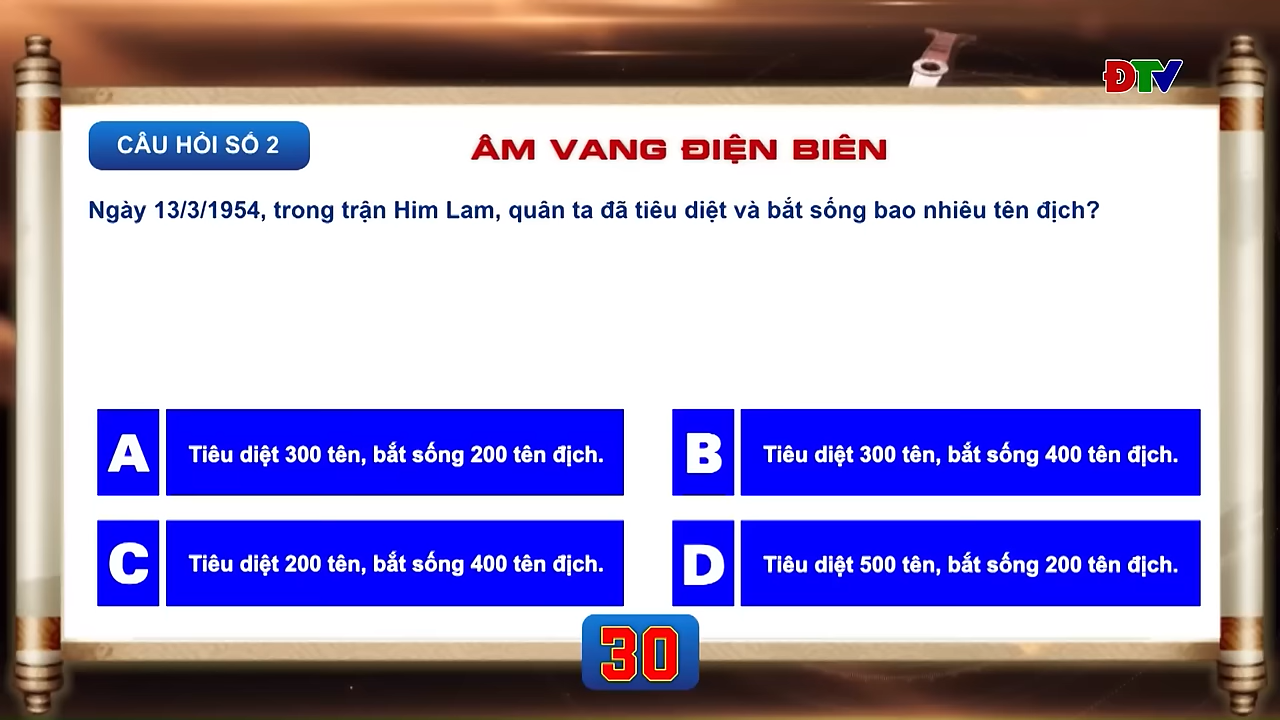 ĐTV
CÂU HỎI SỐ 2
ÂM VANG ĐIỆN BIÊN
Ngày 13/3/1954, trong trận Him Lam, quân ta đã tiêu diệt và bắt sống bao nhiêu tên địch?
A Tiêu diệt 300 tên, bắt sống 200 tên địch.
B Tiêu diệt 300 tên, bắt sống 400 tên địch.
C Tiêu diệt 200 tên, bắt sống 400 tên địch.
D Tiêu diệt 500 tên, bắt sống 200 tên địch.
30